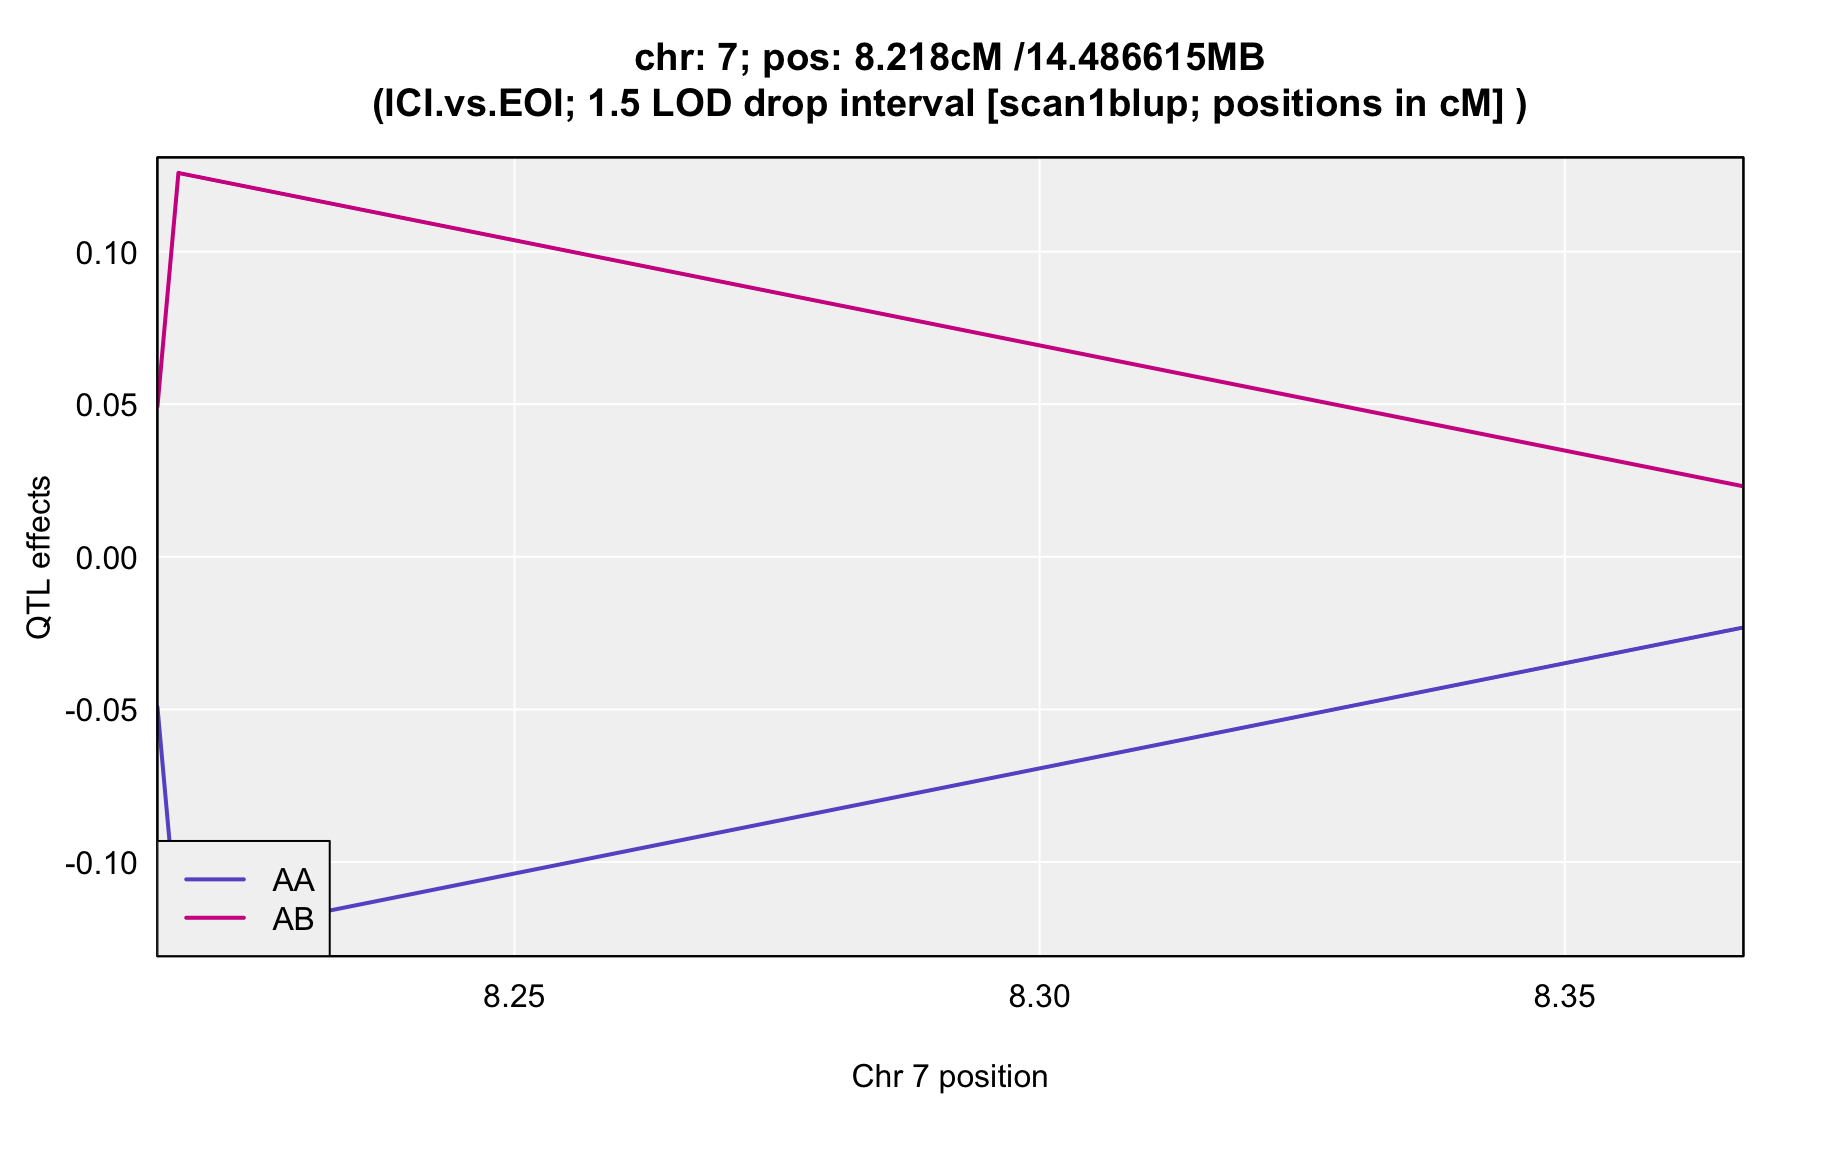 chr: 7; pos: 8.218cM /14.486615MB
(ICI.vs.EOI; 1.5 LOD drop interval [scan1blup; positions in cM] )
QTL effects
0.10
0.05
0.00
-0.05
-0.10
AA
AB
8.25 8.30 8.35
Chr 7 position